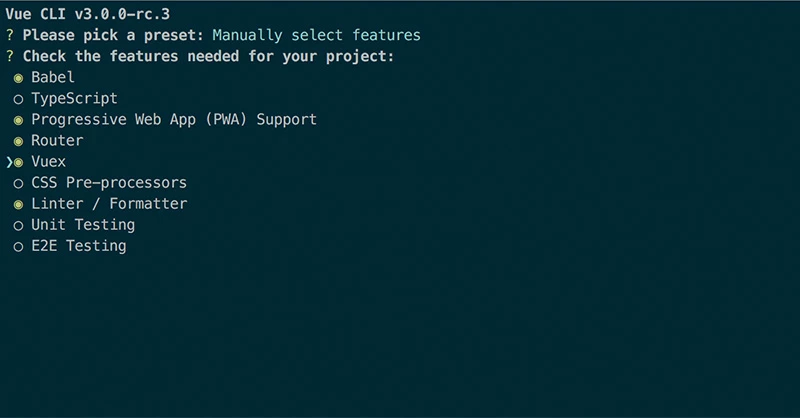 Vue CLI v3.0.0-rc.3
? Please pick a preset: Manually select features
? Check the features needed for your project:
◉ Babel
◯ TypeScript
◉ Progressive Web App (PWA) Support
◉ Router
❯◉ Vuex
◯ CSS Pre-processors
◉ Linter / Formatter
◯ Unit Testing
◯ E2E Testing